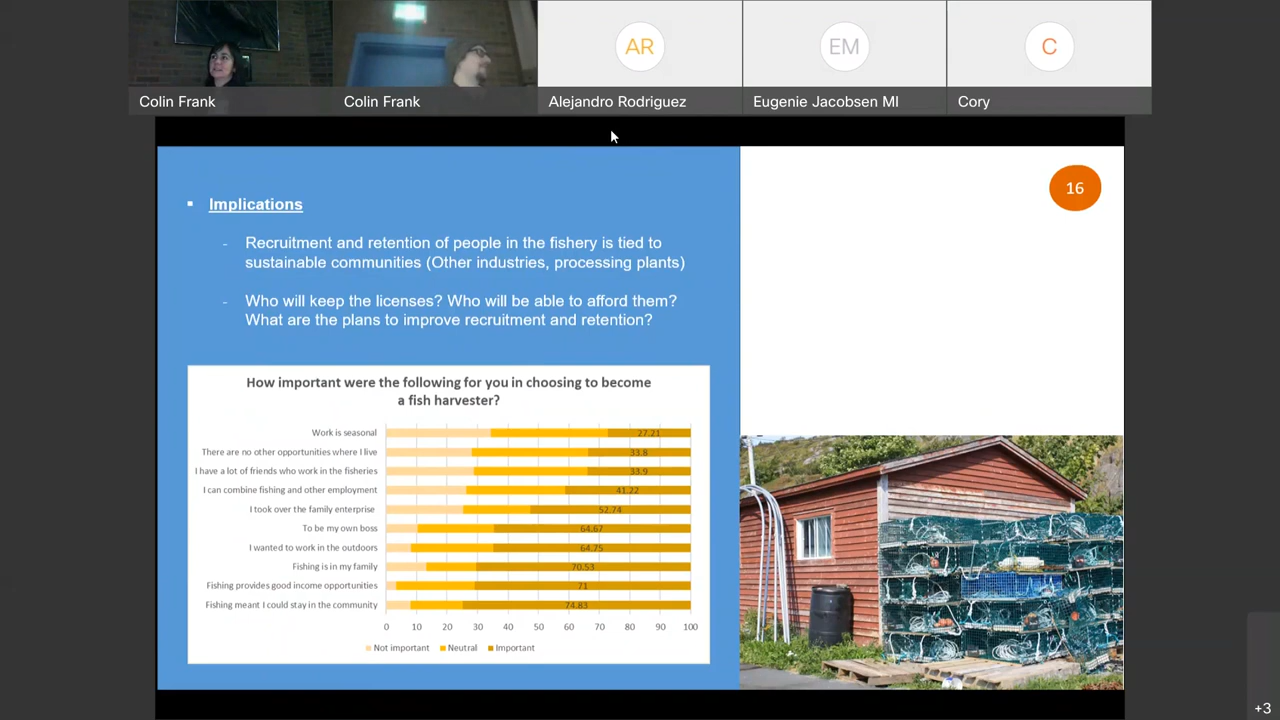 AR
EM
C
Colin Frank
Colin Frank
Alejandro Rodriguez
Eugenie Jacobsen MI
Cory
16
Implications
- Recruitment and retention of people in the fishery is tied to
sustainable communities (Other industries, processing plants)
- Who will keep the licenses? Who will be able to afford them?
What are the plans to improve recruitment and retention?
How important were the following for you in choosing to become
a fish harvester?
Work is seasonal 27.21
There are no other opportunities where I live 33.8
I have a lot of friends who work in the fisheries 33.9
I can combine fishing and other employment 41.22
I took over the family enterprise 52.74
To be my own boss 64.67
I wanted to work in the outdoors 64.75
Fishing is in my family 70.53
Fishing provides good income opportunities 71
Fishing meant I could stay in the community 74.83
0 10 20 30 40 50 60 70 80 90 100
Not important Neutral Important
+3